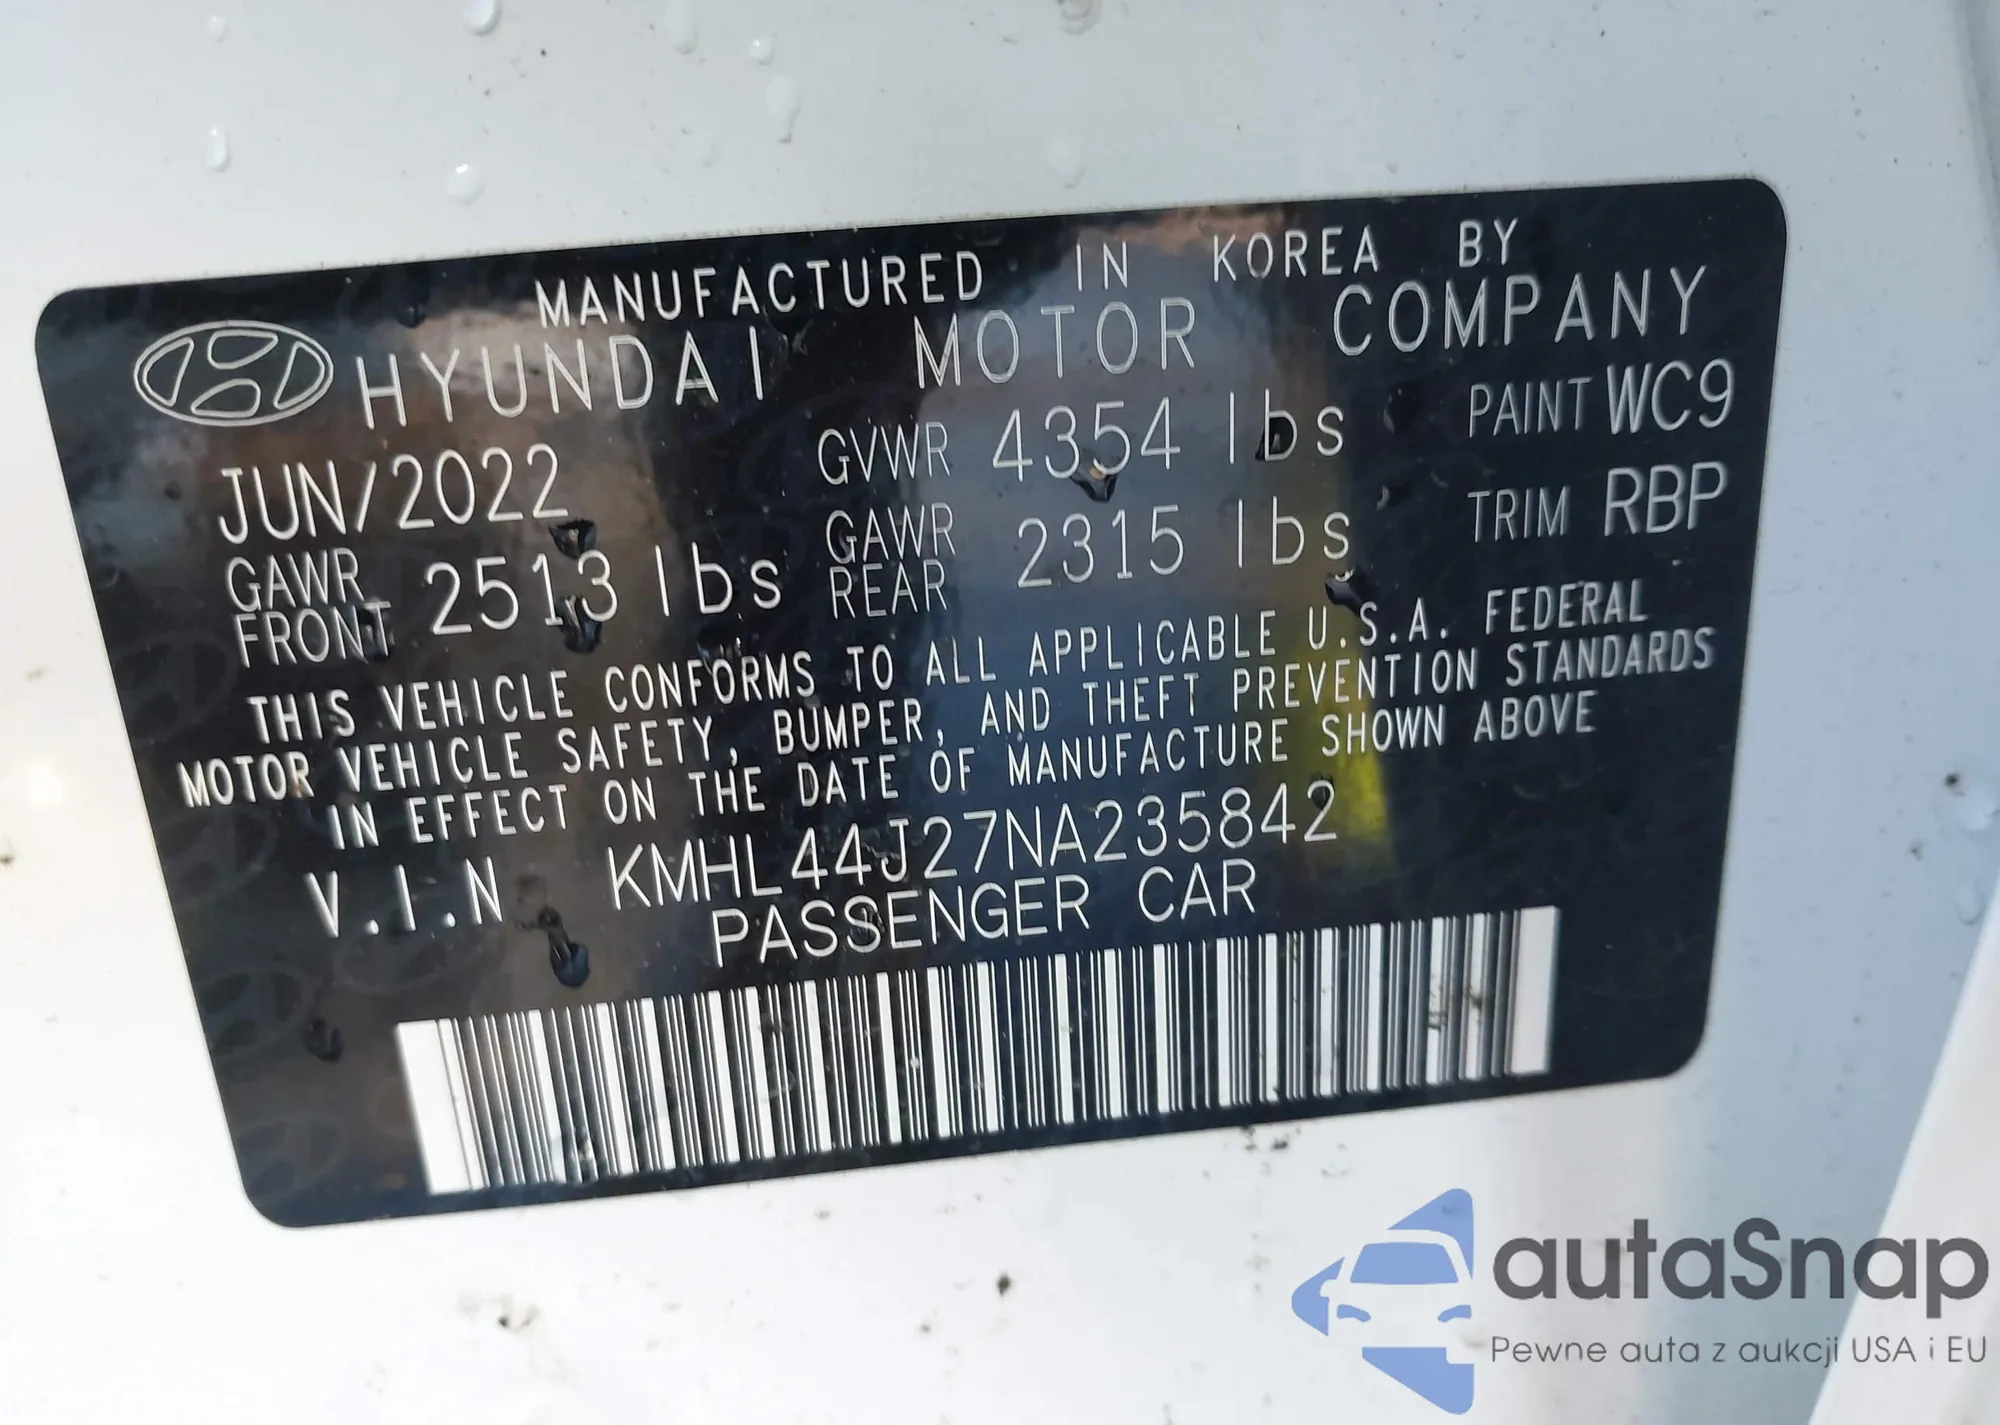 MANUFACTURED IN KOREA BY
HYUNDAI MOTOR COMPANY
JUN/2022 GVWR 4354 lbs PAINT WC9
GAWR FRONT 2513 lbs GAWR REAR 2315 lbs TRIM RBP
THIS VEHICLE CONFORMS TO ALL APPLICABLE U.S.A. FEDERAL
MOTOR VEHICLE SAFETY, BUMPER, AND THEFT PREVENTION STANDARDS
IN EFFECT ON THE DATE OF MANUFACTURE SHOWN ABOVE
V.I.N KMHL44J27NA235842
PASSENGER CAR
autaSnap
Pewne auta z aukcji USA i EU